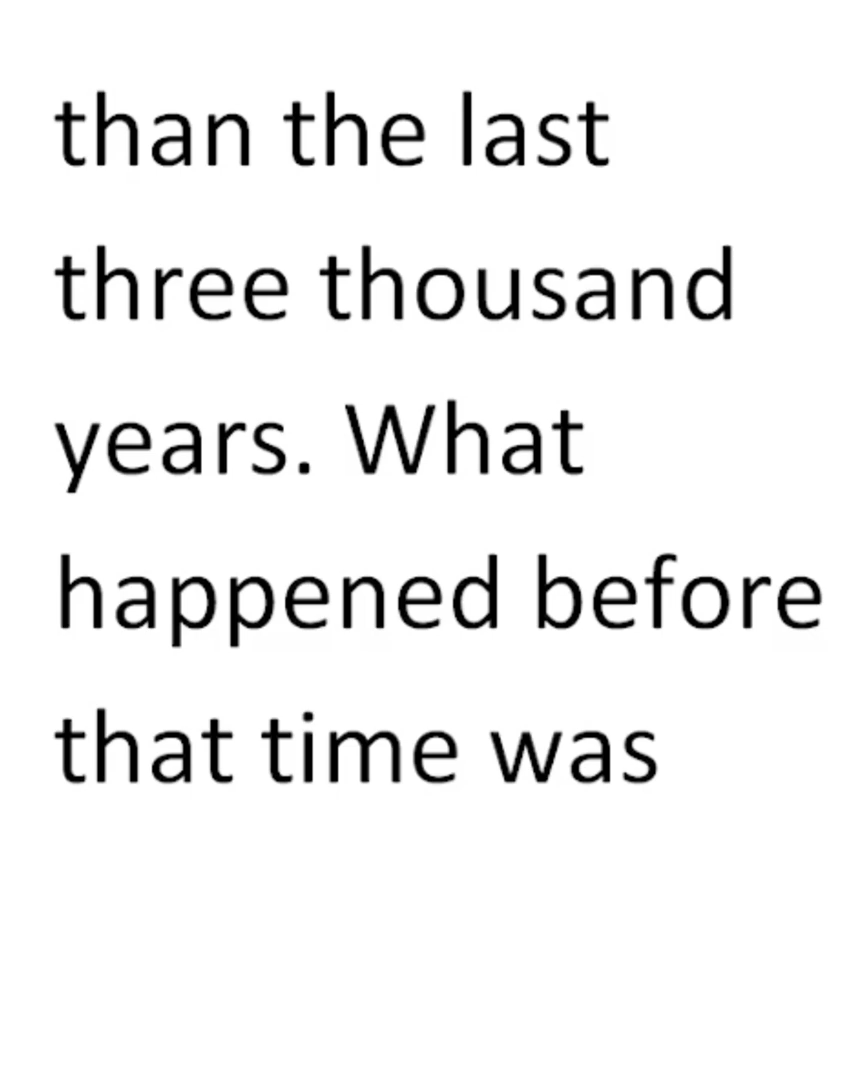 than the last
three thousand
years. What
happened before
that time was